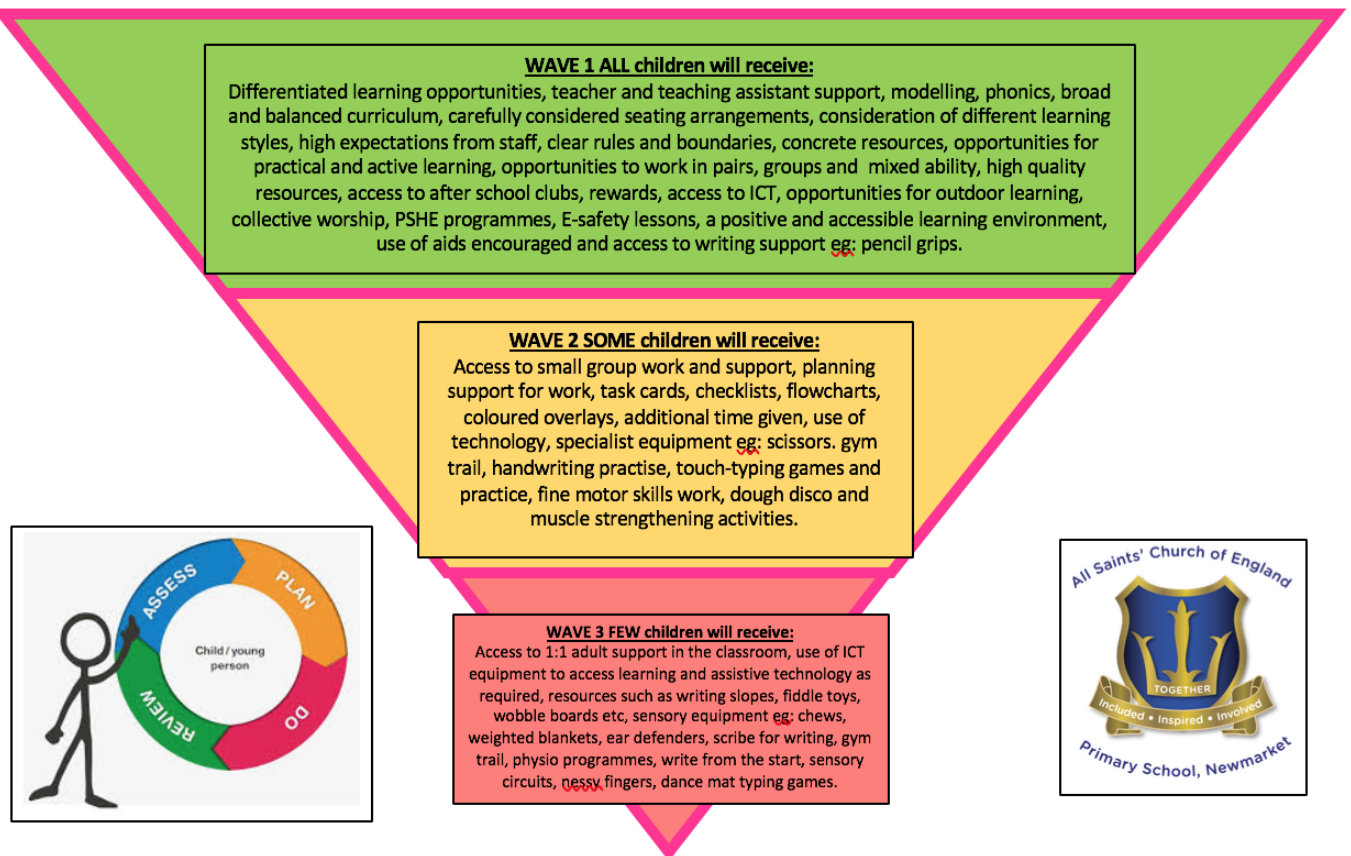 WAVE 1 ALL children will receive:
Differentiated learning opportunities, teacher and teaching assistant support, modelling, phonics, broad
and balanced curriculum, carefully considered seating arrangements, consideration of different learning
styles, high expectations from staff, clear rules and boundaries, concrete resources, opportunities for
practical and active learning, opportunities to work in pairs, groups and  mixed ability, high quality
resources, access to after school clubs, rewards, access to ICT, opportunities for outdoor learning,
collective worship, PSHE programmes, E-safety lessons, a positive and accessible learning environment,
use of aids encouraged and access to writing support eg: pencil grips.
WAVE 2 SOME children will receive:
Access to small group work and support, planning
support for work, task cards, checklists, flowcharts,
coloured overlays, additional time given, use of
technology, specialist equipment eg: scissors. gym
trail, handwriting practise, touch-typing games and
practice, fine motor skills work, dough disco and
muscle strengthening activities.
WAVE 3 FEW children will receive:
Access to 1:1 adult support in the classroom, use of ICT
equipment to access learning and assistive technology as
required, resources such as writing slopes, fiddle toys,
wobble boards etc, sensory equipment eg: chews,
weighted blankets, ear defenders, scribe for writing, gym
trail, physio programmes, write from the start, sensory
circuits, nessy fingers, dance mat typing games.
ASSESS
PLAN
DO
REVIEW
Child / young
person
All Saints' Church of England
TOGETHER
Included • Inspired • Involved
Primary School, Newmarket